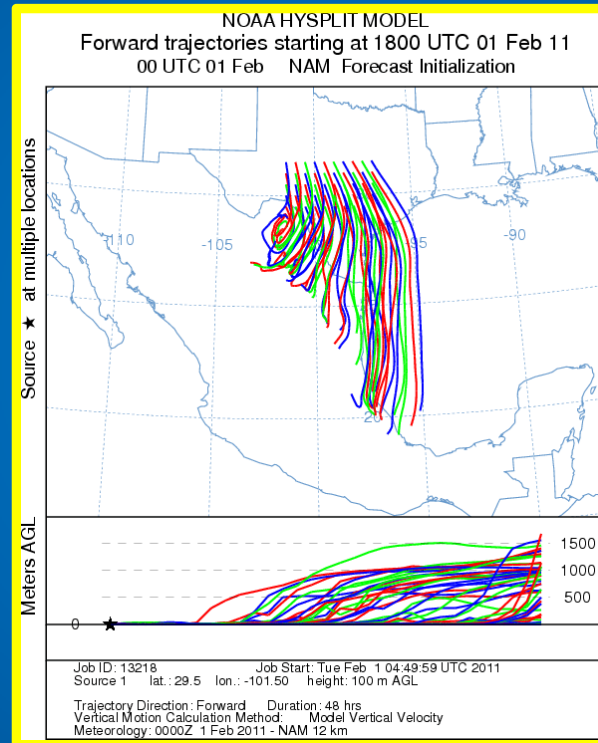 NOAA HYSPLIT MODEL
Forward trajectories starting at 1800 UTC 01 Feb 11
00 UTC 01 Feb NAM Forecast Initialization
Source ★ at multiple locations
-110
-105
-95
-90
20
Meters AGL
1500
1000
500
0
Job ID: 13218 Job Start: Tue Feb 1 04:49:59 UTC 2011
Source 1 lat.: 29.5 lon.: -101.50 height: 100 m AGL
Trajectory Direction: Forward Duration: 48 hrs
Vertical Motion Calculation Method: Model Vertical Velocity
Meteorology: 0000Z 1 Feb 2011 - NAM 12 km